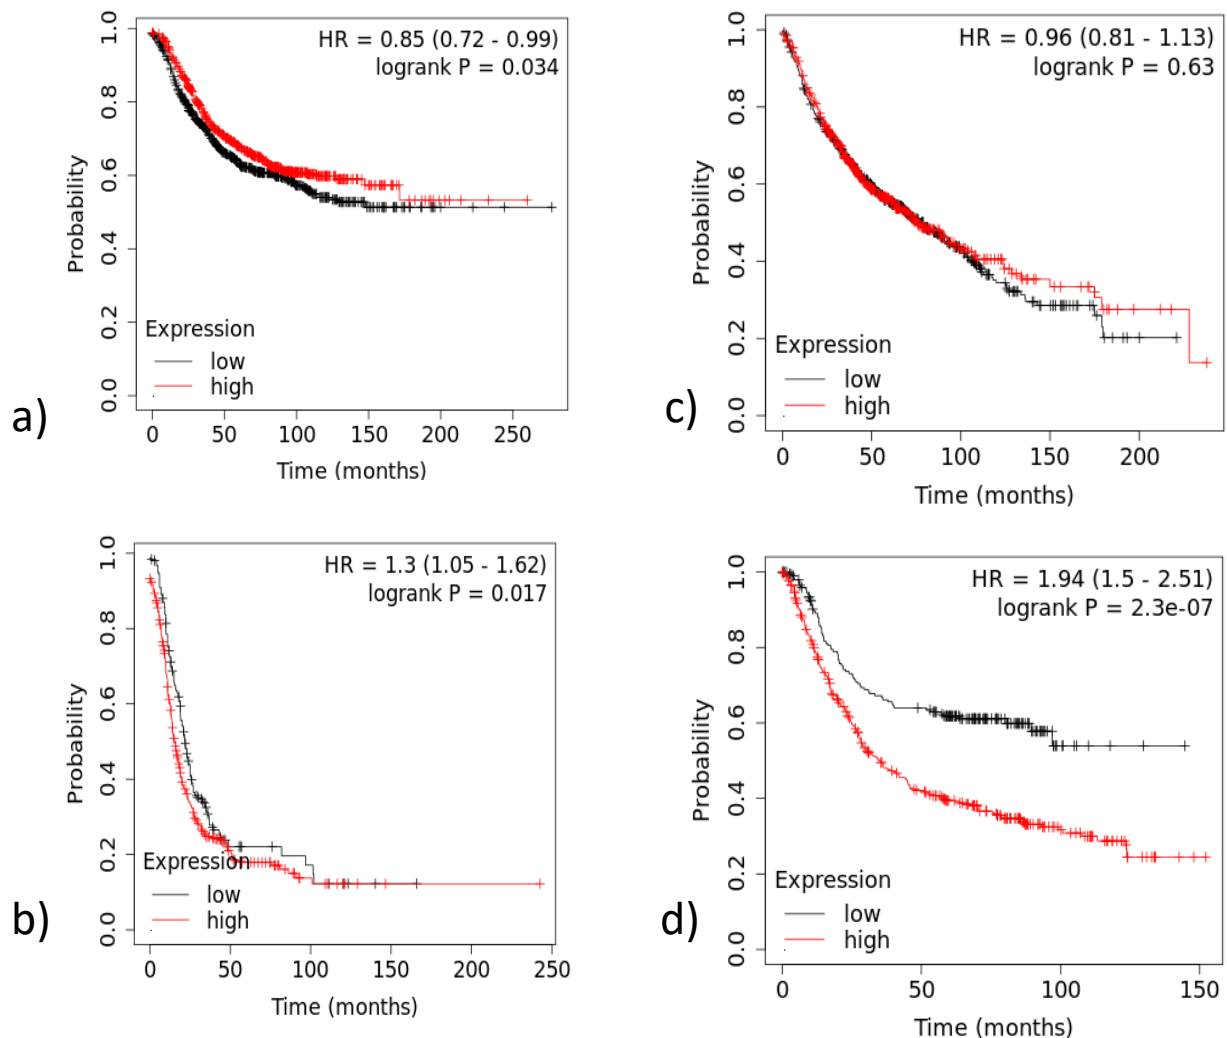 a)
HR = 0.85 (0.72 - 0.99)
logrank P = 0.034
Probability
1.0
0.8
0.6
0.4
0.2
0.0
Expression
low
high
0 50 100 150 200 250
Time (months)
c)
HR = 0.96 (0.81 - 1.13)
logrank P = 0.63
Probability
1.0
0.8
0.6
0.4
0.2
0.0
Expression
low
high
0 50 100 150 200
Time (months)
b)
HR = 1.3 (1.05 - 1.62)
logrank P = 0.017
Probability
1.0
0.8
0.6
0.4
0.2
0.0
Expression
low
high
0 50 100 150 200 250
Time (months)
d)
HR = 1.94 (1.5 - 2.51)
logrank P = 2.3e-07
Probability
1.0
0.8
0.6
0.4
0.2
0.0
Expression
low
high
0 50 100 150
Time (months)